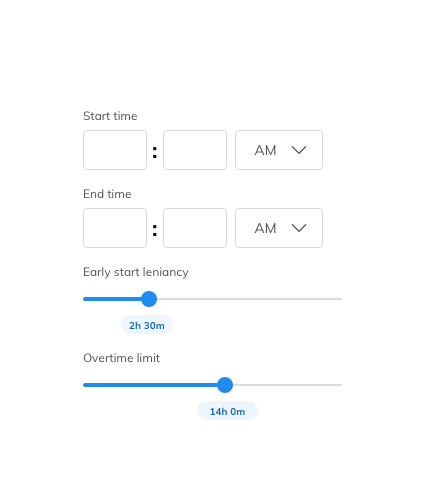 Start time
: AM
End time
: AM
Early start leniancy
2h 30m
Overtime limit
14h 0m